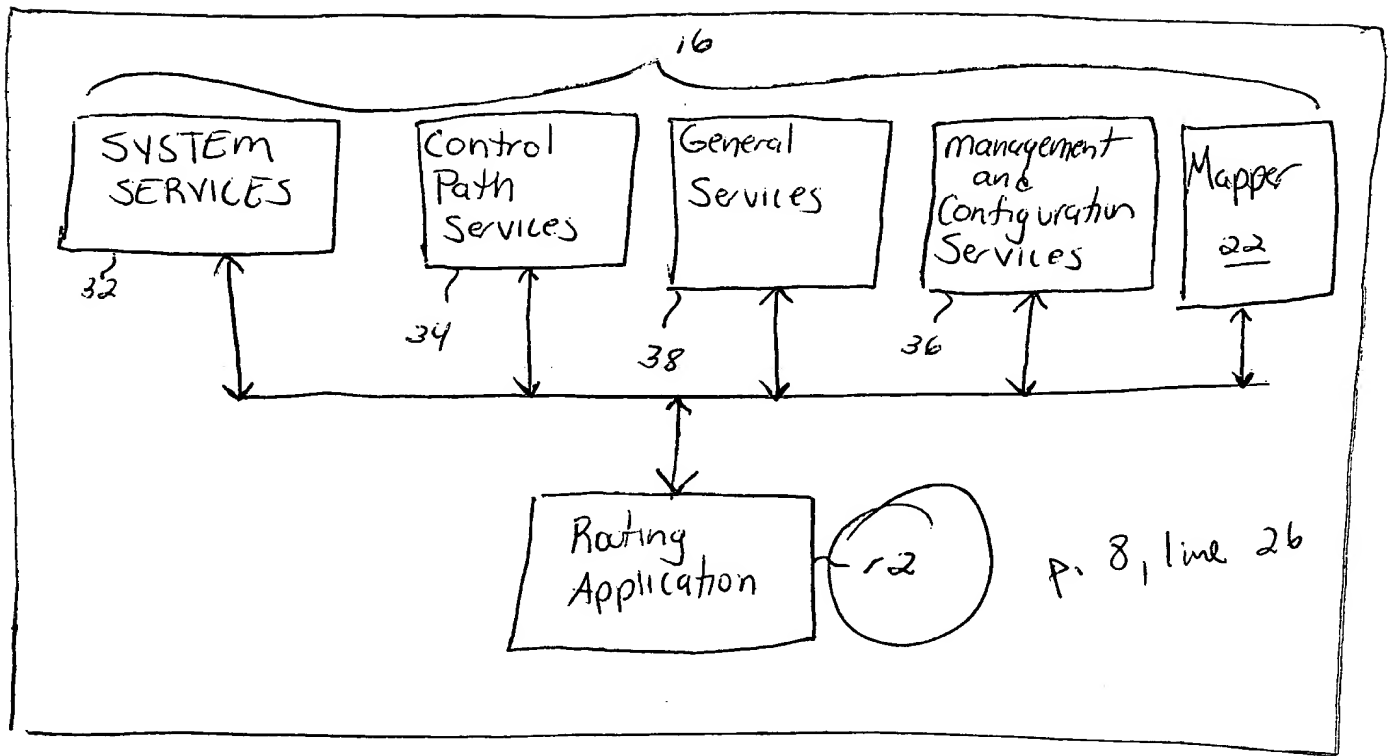 16
SYSTEM
SERVICES
Control
Path
Services
General
Services
management
and
Configuration
Services
Mapper
22
32
34
38
36
Routing
Application
12
p. 8, line 26